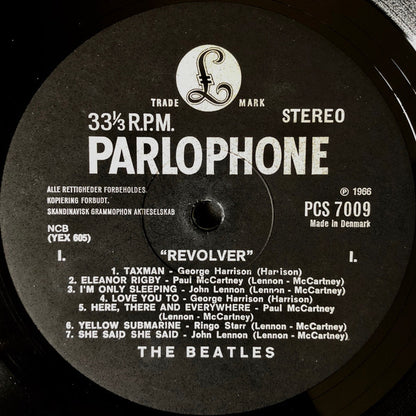 £
TRADE MARK
33⅓ R.P.M. STEREO
PARLOPHONE
ALLE RETTIGHEDER FORBEHOLDES.
KOPIERING FORBUDT.
SKANDINAVISK GRAMMOPHON AKTIESELSKAB
℗ 1966
PCS 7009
Made in Denmark
NCB
(YEX 605)
I. "REVOLVER" I.
1. TAXMAN - George Harrison (Harrison)
2. ELEANOR RIGBY - Paul McCartney (Lennon - McCartney)
3. I'M ONLY SLEEPING - John Lennon (Lennon - McCartney)
4. LOVE YOU TO - George Harrison (Harrison)
5. HERE, THERE AND EVERYWHERE - Paul McCartney
(Lennon - McCartney)
6. YELLOW SUBMARINE - Ringo Starr (Lennon - McCartney)
7. SHE SAID SHE SAID - John Lennon (Lennon - McCartney)
THE BEATLES